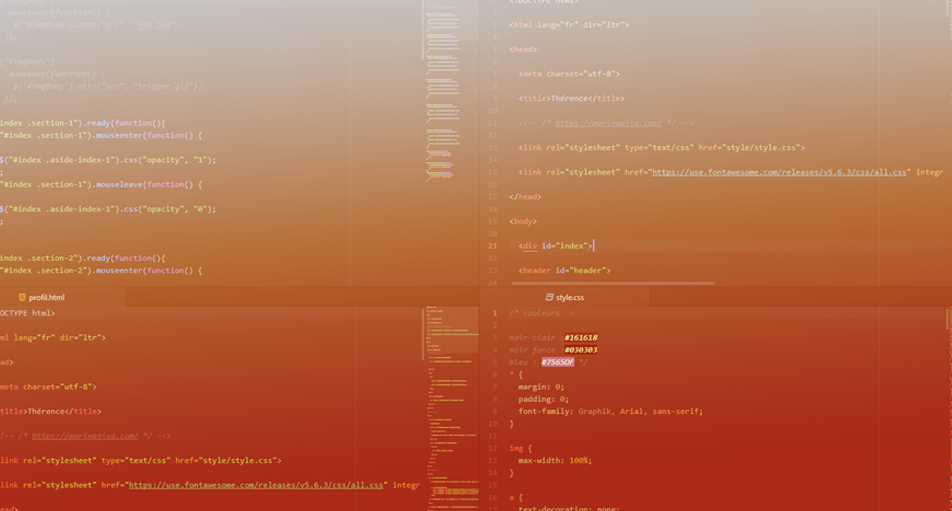 .mouseover(function() {
$("#imgBody").attr("src", "jfk.jpg");
});
$("#imgBody")
.mouseout(function() {
$("#imgBody").attr("src", "trigger.gif");
});
index .section-1").ready(function(){
"#index .section-1").mouseenter(function() {
$("#index .aside-index-1").css("opacity", "1");
;
"#index .section-1").mouseleave(function() {
$("#index .aside-index-1").css("opacity", "0");
;
index .section-2").ready(function(){
"#index .section-2").mouseenter(function() {
<!DOCTYPE html>
<html lang="fr" dir="ltr">
<head>
<meta charset="utf-8">
<title>Thérence</title>
<!-- /* https://marinaaisa.com/ */ -->
<link rel="stylesheet" type="text/css" href="style/style.css">
<link rel="stylesheet" href="https://use.fontawesome.com/releases/v5.6.3/css/all.css" integr
</head>
<body>
21 <div id="index">
<header id="header">
profil.html
OCTYPE html>
ml lang="fr" dir="ltr">
ad>
meta charset="utf-8">
title>Thérence</title>
!-- /* https://marinaaisa.com/ */ -->
link rel="stylesheet" type="text/css" href="style/style.css">
link rel="stylesheet" href="https://use.fontawesome.com/releases/v5.6.3/css/all.css" integr
ead>
style.css
1 /* couleurs :
2
3 noir clair :#161618
4 noir fonce :#030303
5 bleu : #7565DF */
6 * {
7 margin: 0;
8 padding: 0;
9 font-family: Graphik, Arial, sans-serif;
10 }
11
12 img {
13 max-width: 100%;
14 }
15
16 a {
text-decoration: none;